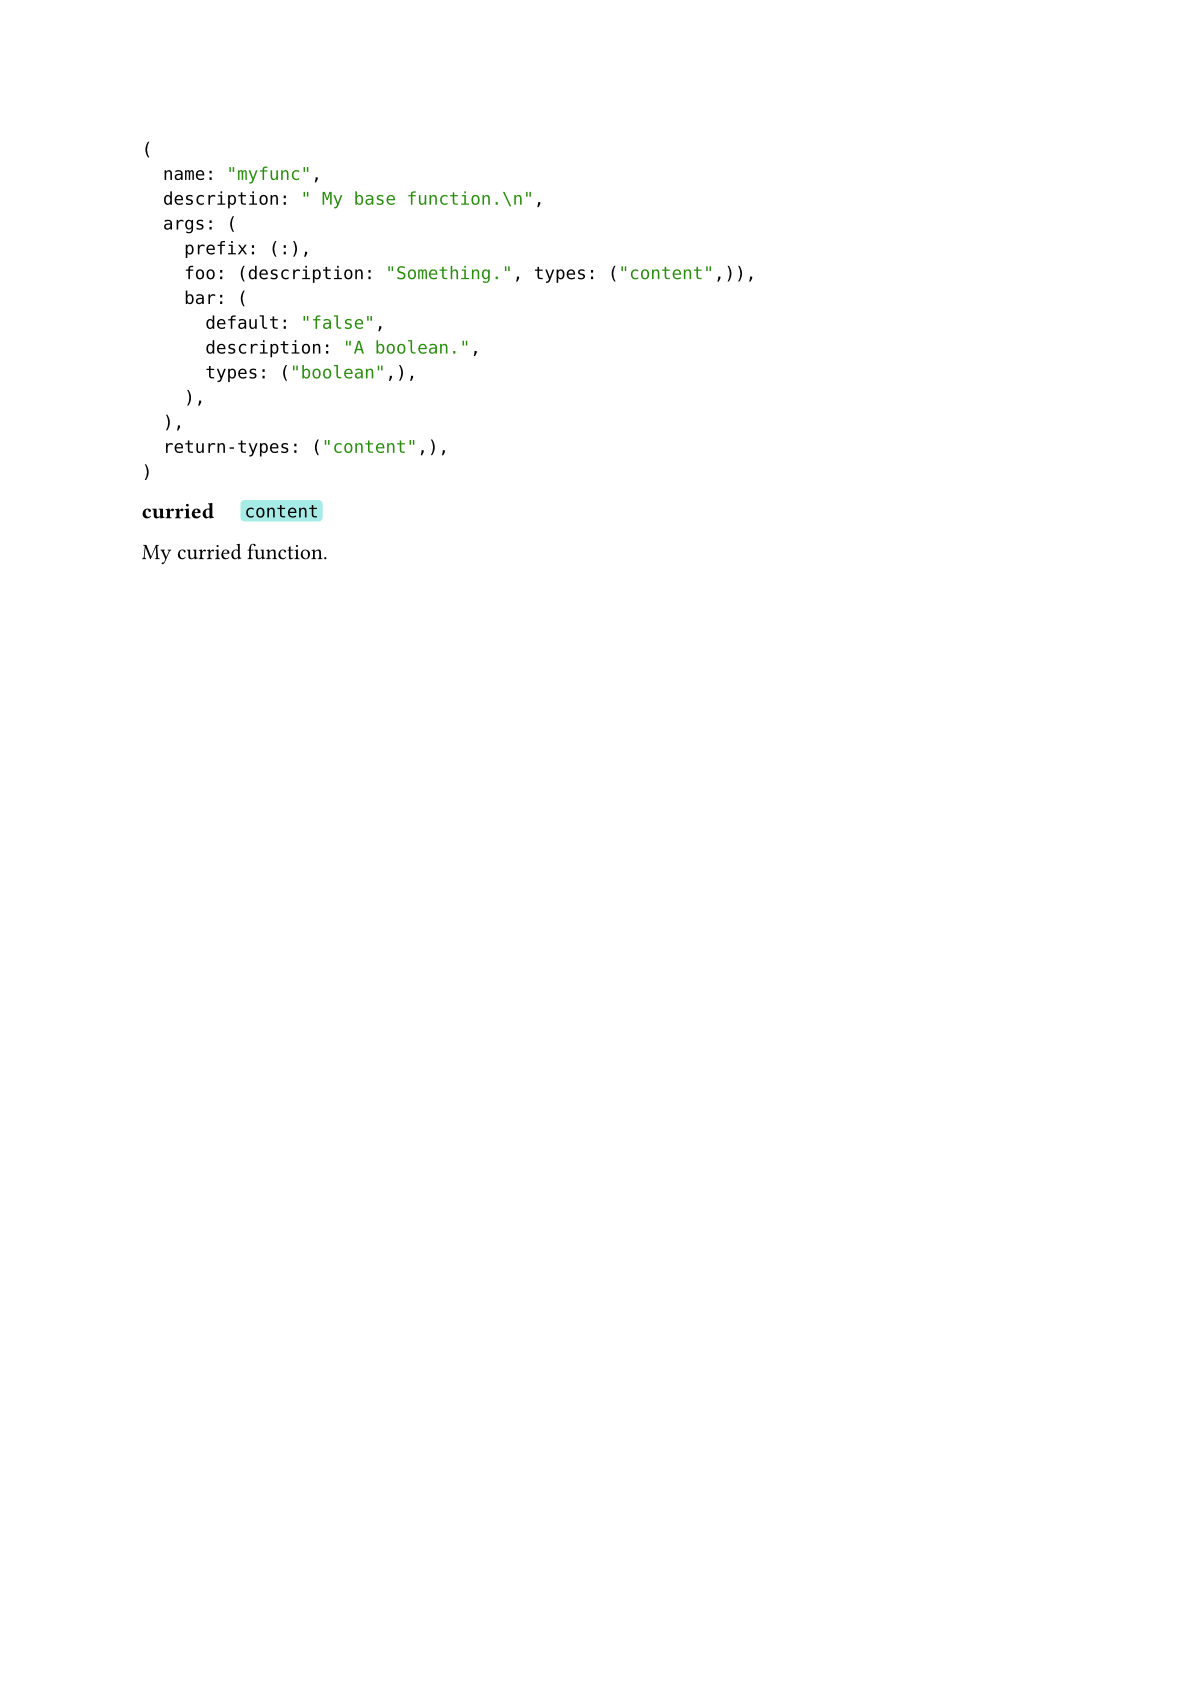 (
  name: "myfunc",
  description: " My base function.\n",
  args: (
    prefix: (:),
    foo: (description: "Something.", types: ("content",)),
    bar: (
      default: "false",
      description: "A boolean.",
      types: ("boolean",),
    ),
  ),
  return-types: ("content",),
)
curried content
My curried function.